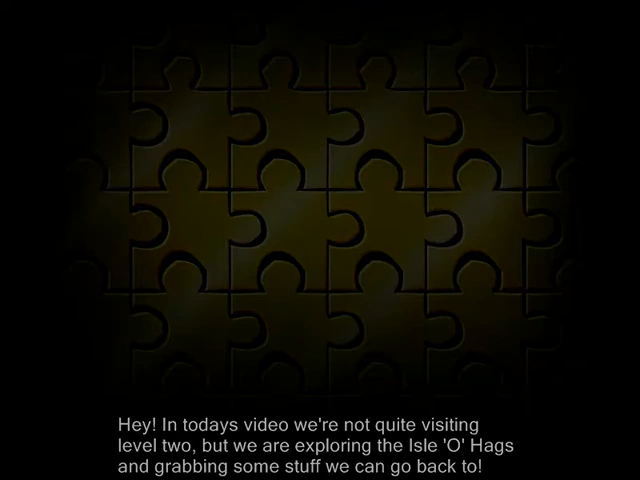 Hey! In todays video we're not quite visiting
level two, but we are exploring the Isle 'O' Hags
and grabbing some stuff we can go back to!